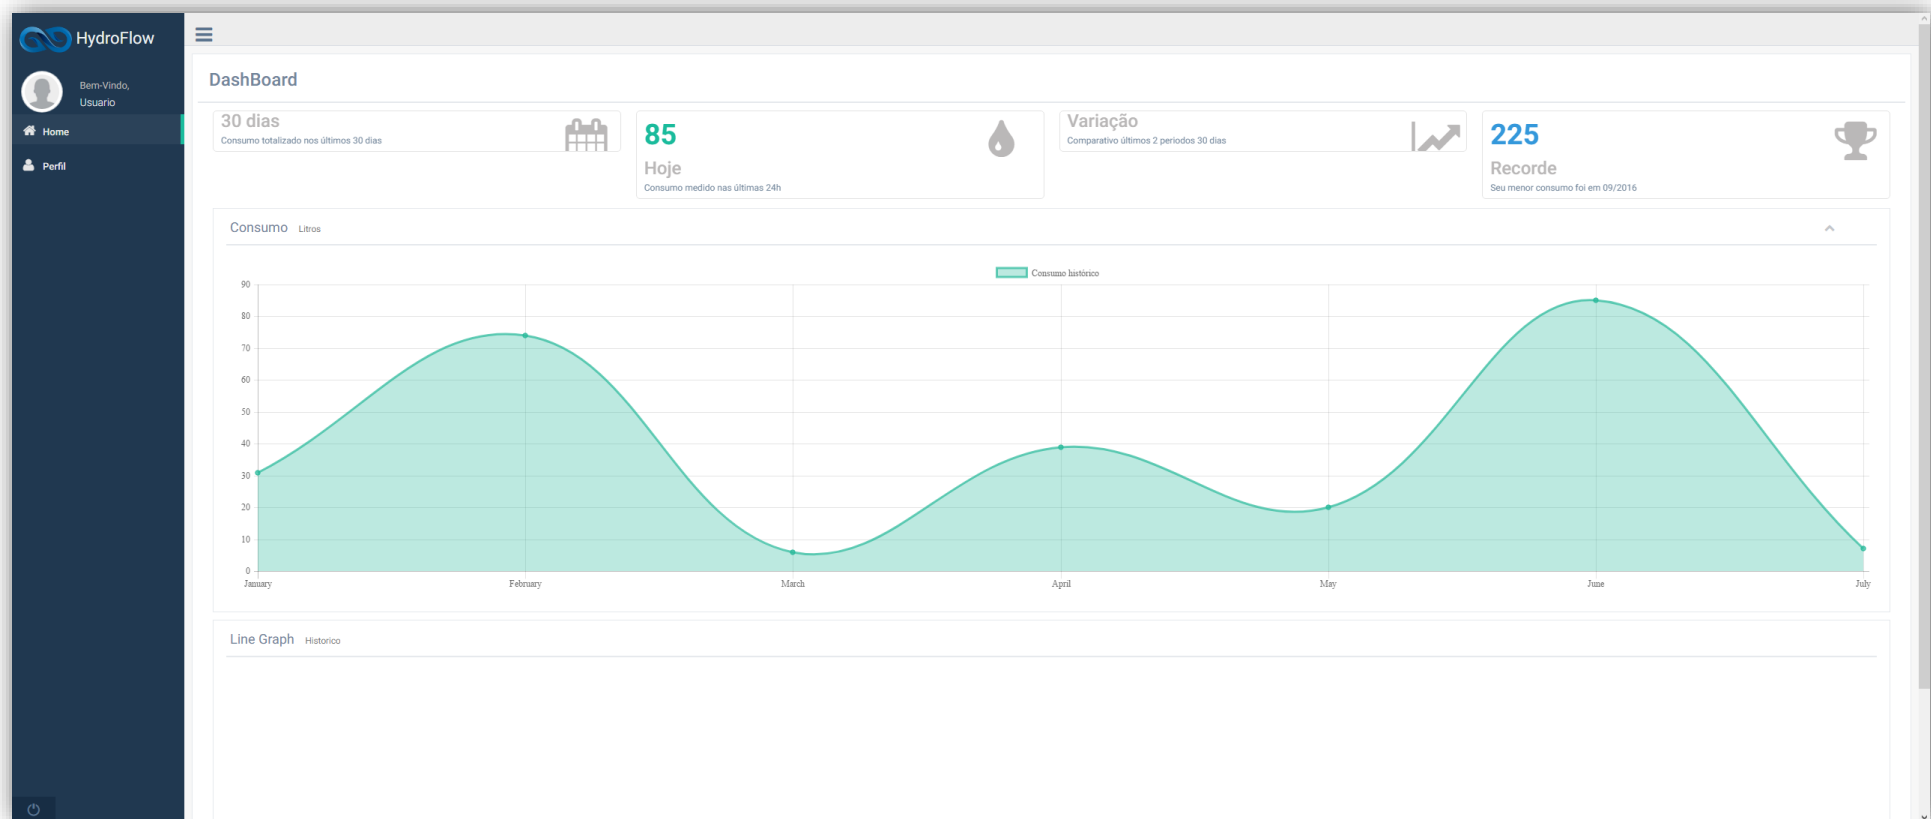 HydroFlow
Bem-Vindo,
Usuario
Home
Perfil
DashBoard
30 dias
Consumo totalizado nos últimos 30 dias
85
Hoje
Consumo medido nas últimas 24h
Variação
Comparativo últimos 2 periodos 30 dias
225
Recorde
Seu menor consumo foi em 09/2016
Consumo Litros
Consumo histórico
90
80
70
60
50
40
30
20
10
0
January February March April May June July
Line Graph Historico